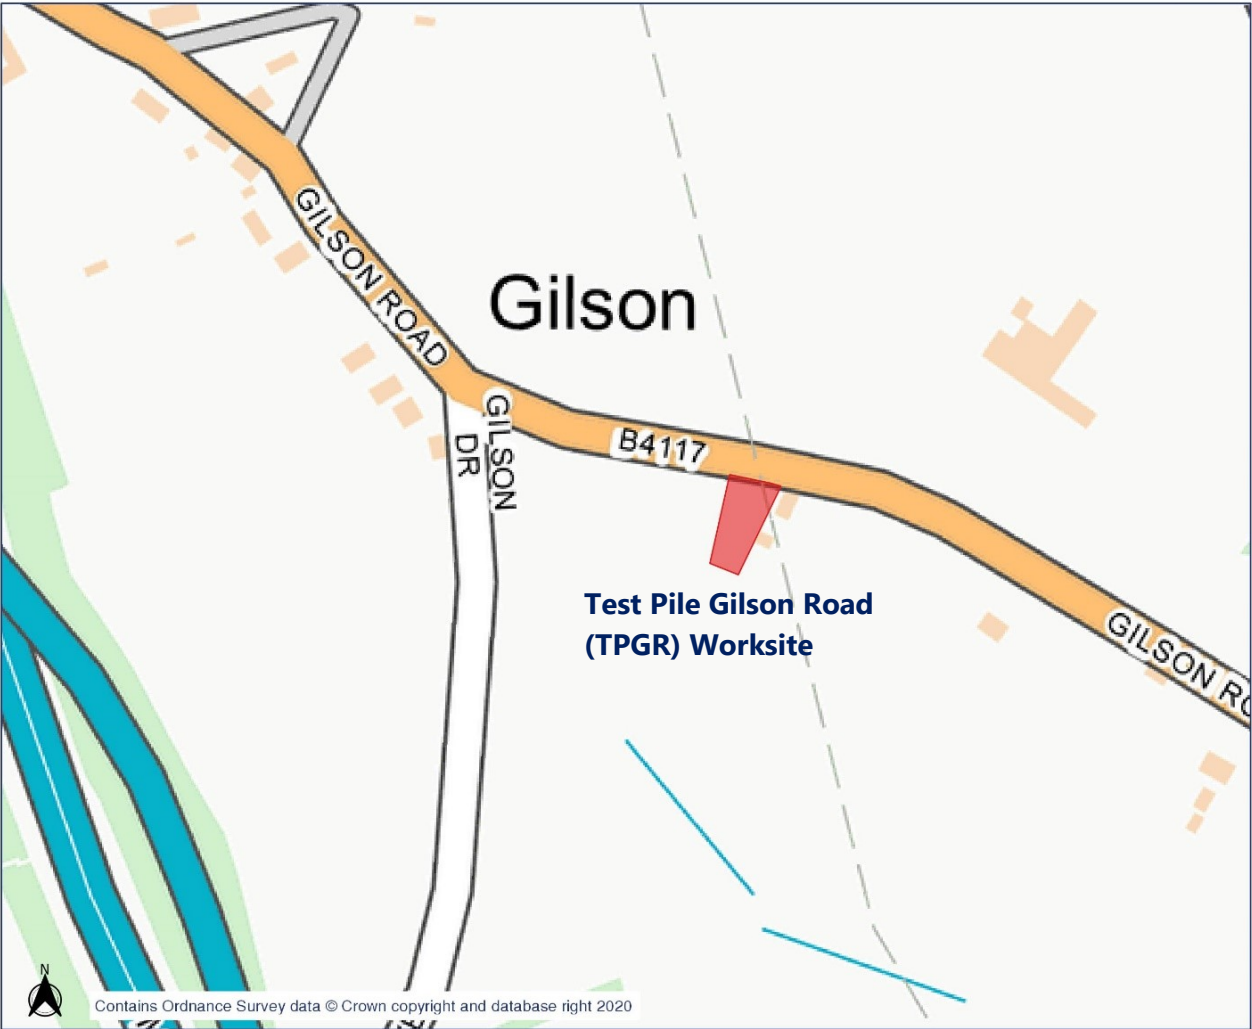 GILSON ROAD
Gilson
GILSON
DR
B4117
Test Pile Gilson Road
(TPGR) Worksite
GILSON RO
N
Contains Ordnance Survey data © Crown copyright and database right 2020